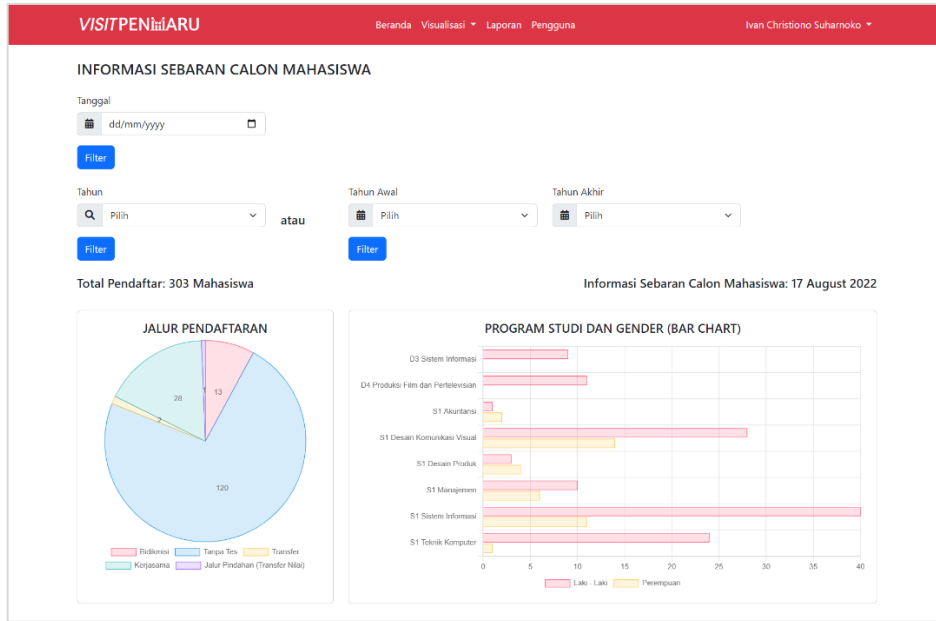 VISITPENMARU
Beranda Visualisasi Laporan Pengguna
Ivan Christiono Suharnoko
INFORMASI SEBARAN CALON MAHASISWA
Tanggal
dd/mm/yyyy
Filter
Tahun
Pilih
atau
Tahun Awal
Pilih
Tahun Akhir
Pilih
Filter
Filter
Total Pendaftar: 303 Mahasiswa
Informasi Sebaran Calon Mahasiswa: 17 August 2022
JALUR PENDAFTARAN
1
13
28
2
120
Bidikmisi Tanpa Tes Transfer
Kerjasama Jalur Pindahan (Transfer Nilai)
PROGRAM STUDI DAN GENDER (BAR CHART)
D3 Sistem Informasi
D4 Produksi Film dan Pertelevisian
S1 Akuntansi
S1 Desain Komunikasi Visual
S1 Desain Produk
S1 Manajemen
S1 Sistem Informasi
S1 Teknik Komputer
0 5 10 15 20 25 30 35 40
Laki - Laki Perempuan